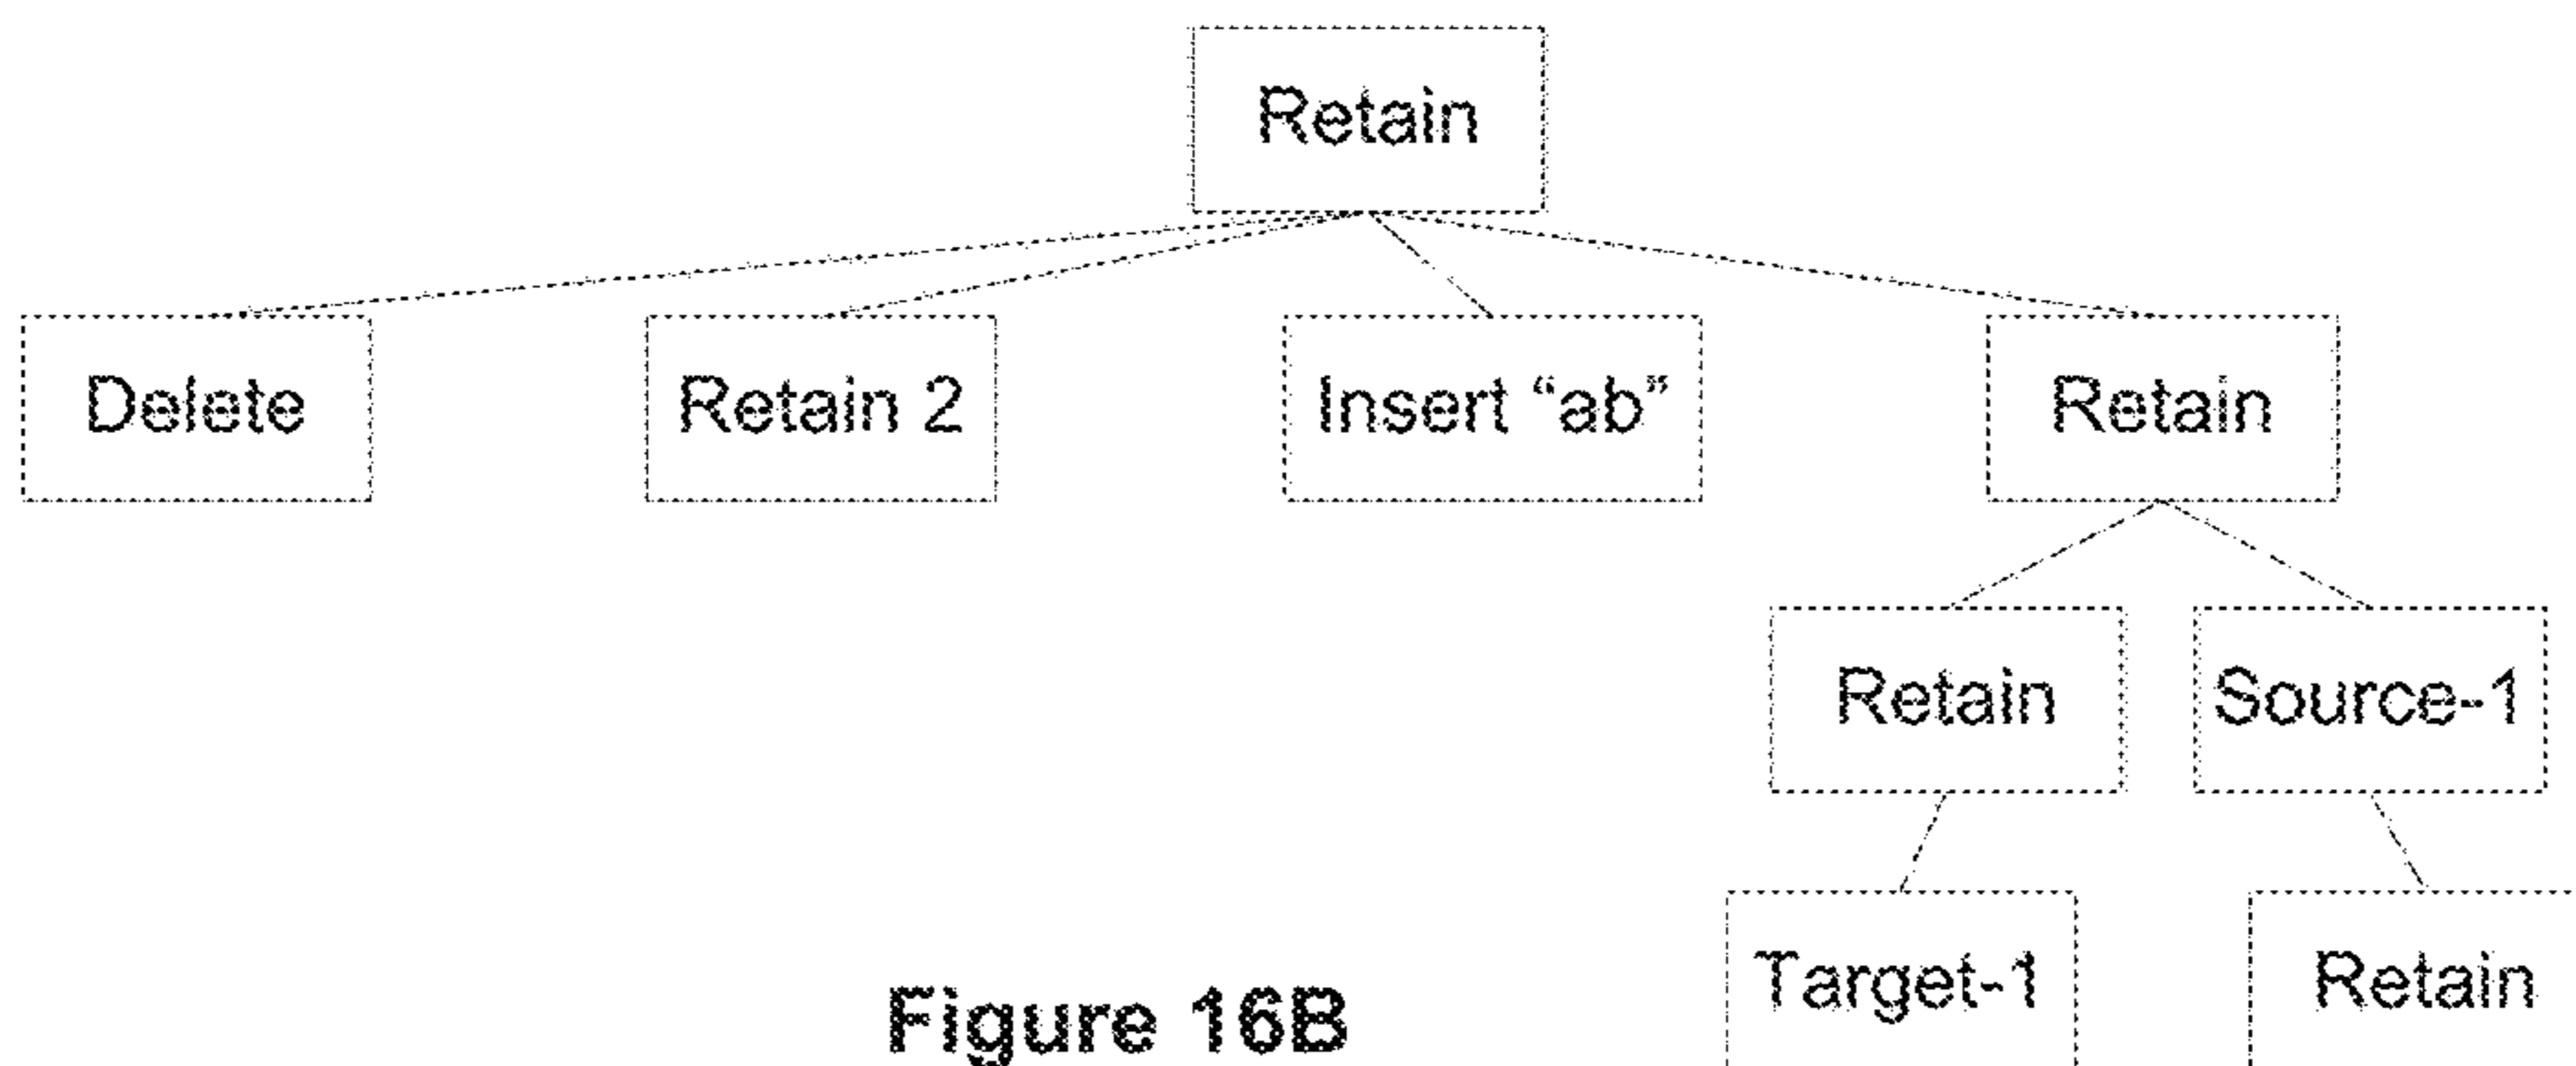 Retain
Delete Retain 2 Insert “ab” Retain
Retain Source-1
Target-1 Retain
Figure 16B